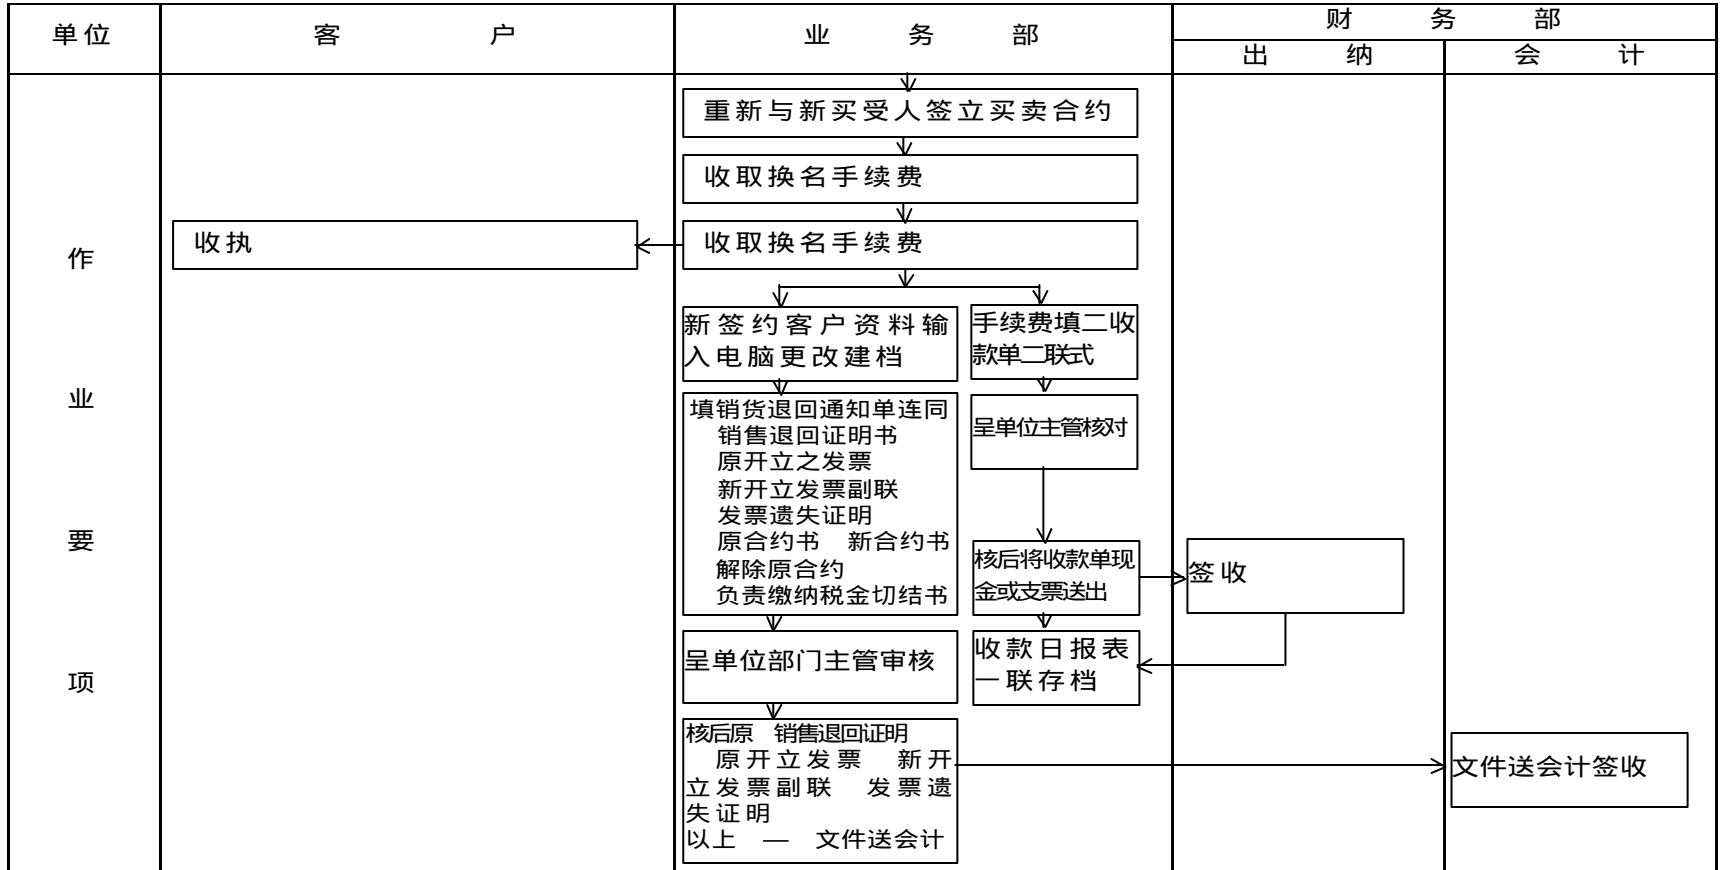 单位
客户
业务部
财务部
出纳
会计
作业要项
重新与新买受人签立买卖合约
收取换名手续费
收执
收取换名手续费
新签约客户资料输
入电脑更改建档
手续费填二收
款单二联式
填销货退回通知单连同
销售退回证明书
原开立之发票
新开立发票副联
发票遗失证明
原合约书 新合约书
解除原合约
负责缴纳税金切结书
呈单位主管核对
核后将收款单现
金或支票送出
签收
呈单位部门主管审核
收款日报表
一联存档
核后原 销售退回证明
原开立发票 新开
立发票副联 发票遗
失证明
以上 — 文件送会计
文件送会计签收